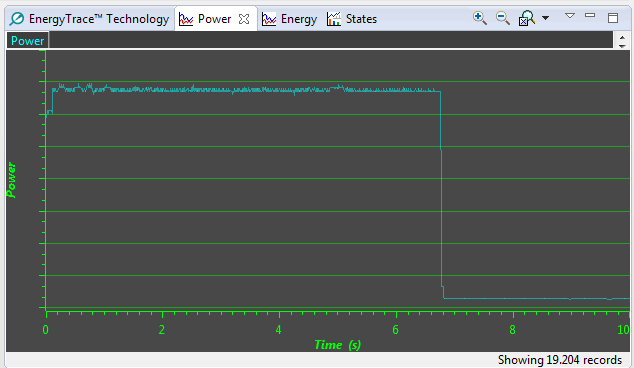 EnergyTrace™ Technology Power Energy States
Power
Power
0 2 4 6 8 10
Time (s)
Showing 19,204 records